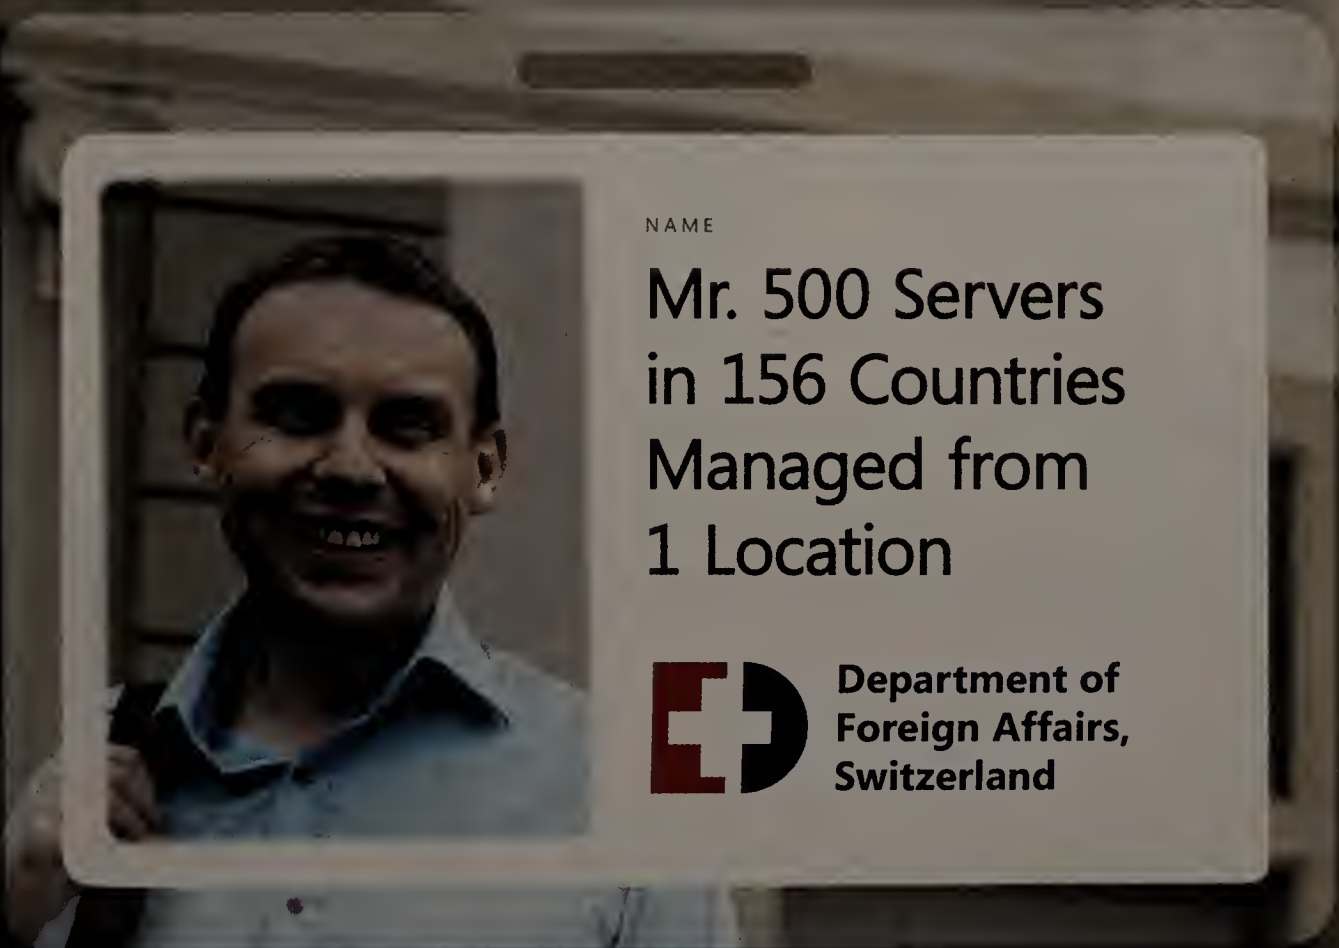 NAME
Mr. 500 Servers
in 156 Countries
Managed from
1 Location
Department of
Foreign Affairs,
Switzerland